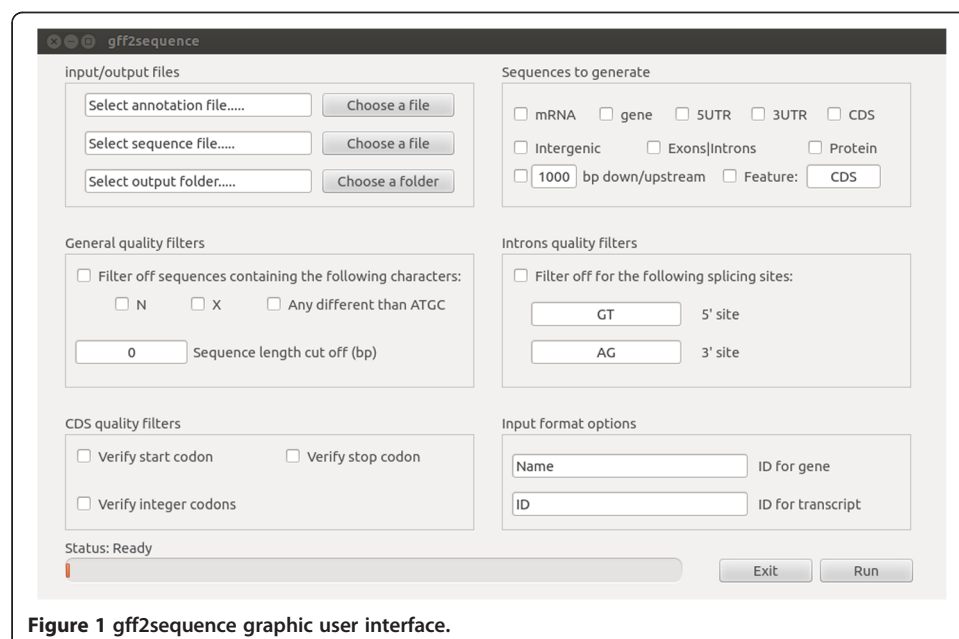 gff2sequence
input/output files
Select annotation file.....
Choose a file
Select sequence file.....
Choose a file
Select output folder.....
Choose a folder
Sequences to generate
mRNA gene 5UTR 3UTR CDS
Intergenic Exons|Introns Protein
1000 bp down/upstream Feature: CDS
General quality filters
Filter off sequences containing the following characters:
N X Any different than ATGC
0 Sequence length cut off (bp)
Introns quality filters
Filter off for the following splicing sites:
GT 5' site
AG 3' site
CDS quality filters
Verify start codon Verify stop codon
Verify integer codons
Input format options
Name ID for gene
ID ID for transcript
Status: Ready
Exit Run
Figure 1 gff2sequence graphic user interface.